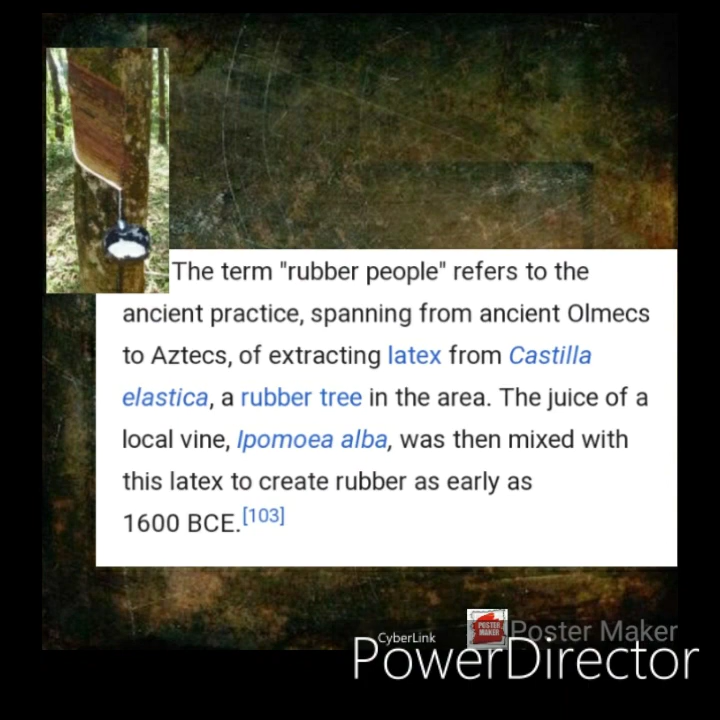 The term "rubber people" refers to the
ancient practice, spanning from ancient Olmecs
to Aztecs, of extracting latex from Castilla
elastica, a rubber tree in the area. The juice of a
local vine, Ipomoea alba, was then mixed with
this latex to create rubber as early as
1600 BCE.[103]
POSTER
MAKER
Poster Maker
CyberLink
PowerDirector